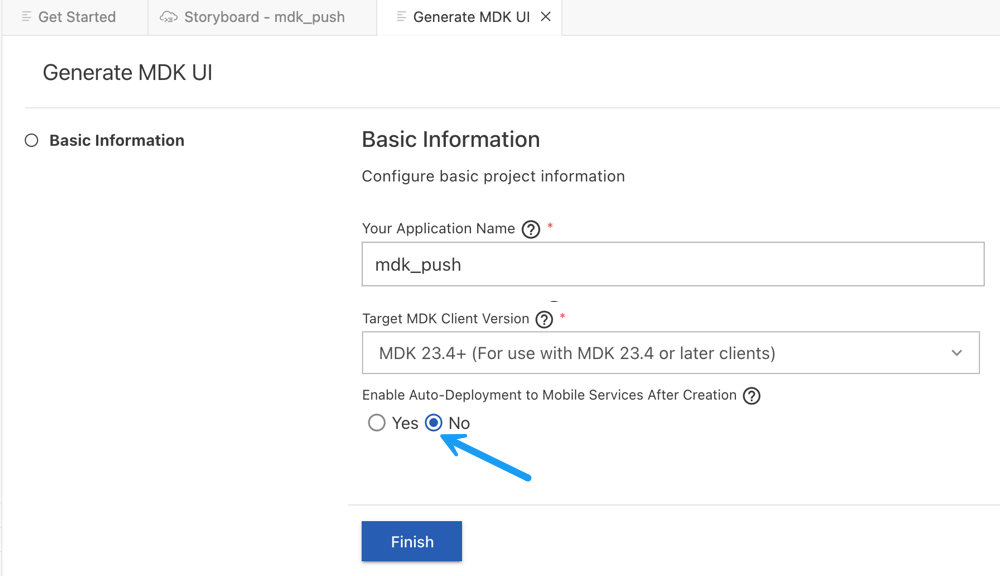 Get Started
Storyboard - mdk_push
Generate MDK UI
Generate MDK UI
Basic Information
Basic Information
Configure basic project information
Your Application Name ? *
mdk_push
Target MDK Client Version ? *
MDK 23.4+ (For use with MDK 23.4 or later clients)
Enable Auto-Deployment to Mobile Services After Creation ?
Yes No
Finish